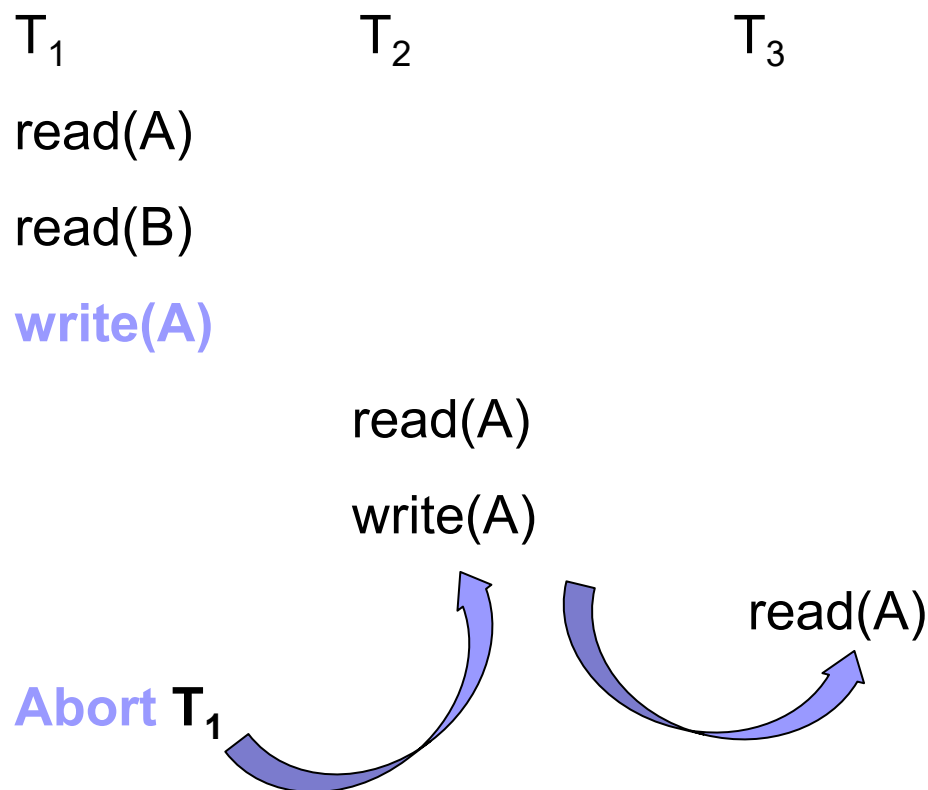 T₁ T₂ T₃
read(A)
read(B)
write(A)
read(A)
write(A)
read(A)
Abort T₁